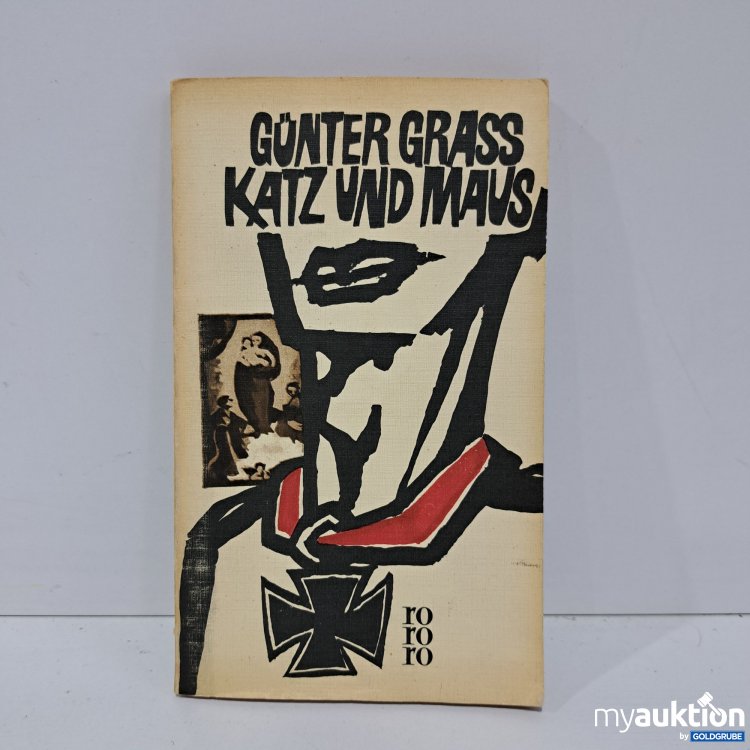 GÜNTER GRASS
KATZ UND MAUS
ro
ro
ro
myauktion
by GOLDGRUBE